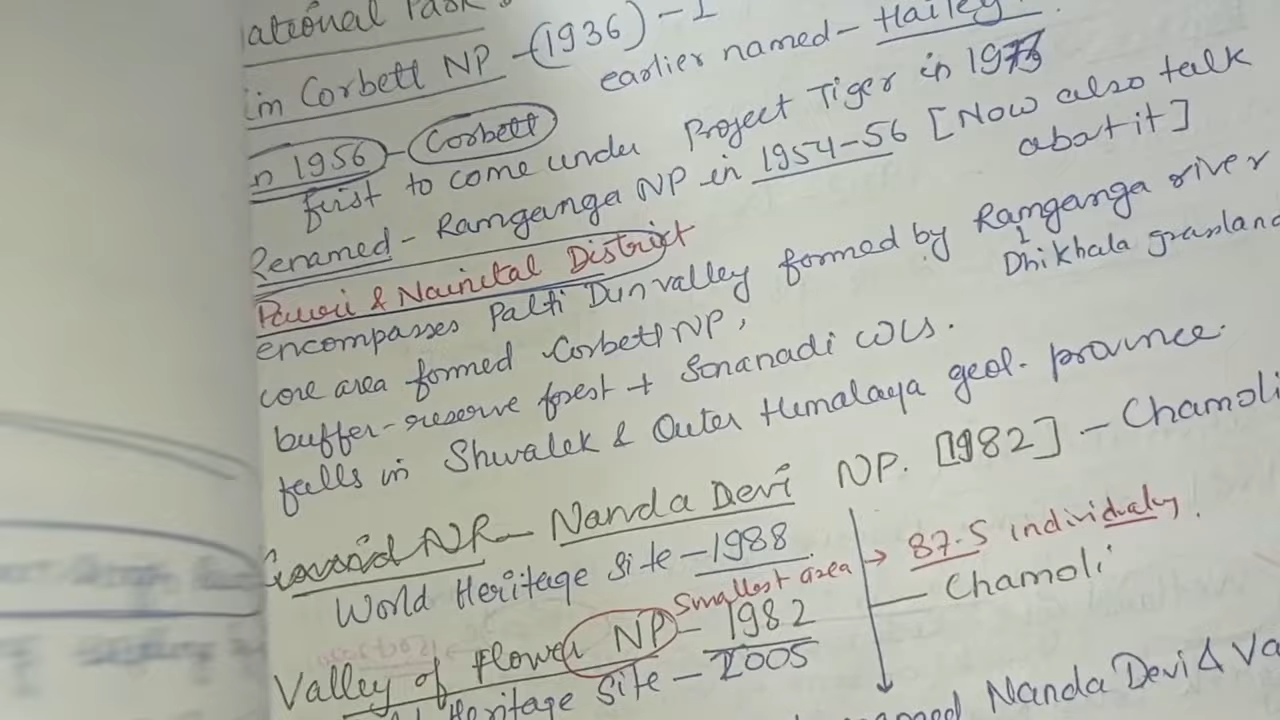 ational Park
im Corbett NP - (1936) - I
earlier named - Hailey
n 1956 - Corbett
first to come under Project Tiger in 1973
Renamed - Ramganga NP in 1954-56 [Now also talk
abat it]
Pauri & Nainital District
encompasses Patli Dun valley formed by Ramganga river
Dhikhala grassland
core area formed Corbett NP,
buffer - reserve forest + Sonanadi WLS.
falls in Shwalek & Outer Himalaya geol. province.
NP - Nanda Devi NP. [1982] - Chamoli
World Heritage Site - 1988
Smallest area → 87.5 individualy.
Valley of Flower NP - 1982 — Chamoli
Heritage Site - 2005
Nanda Devi & Va